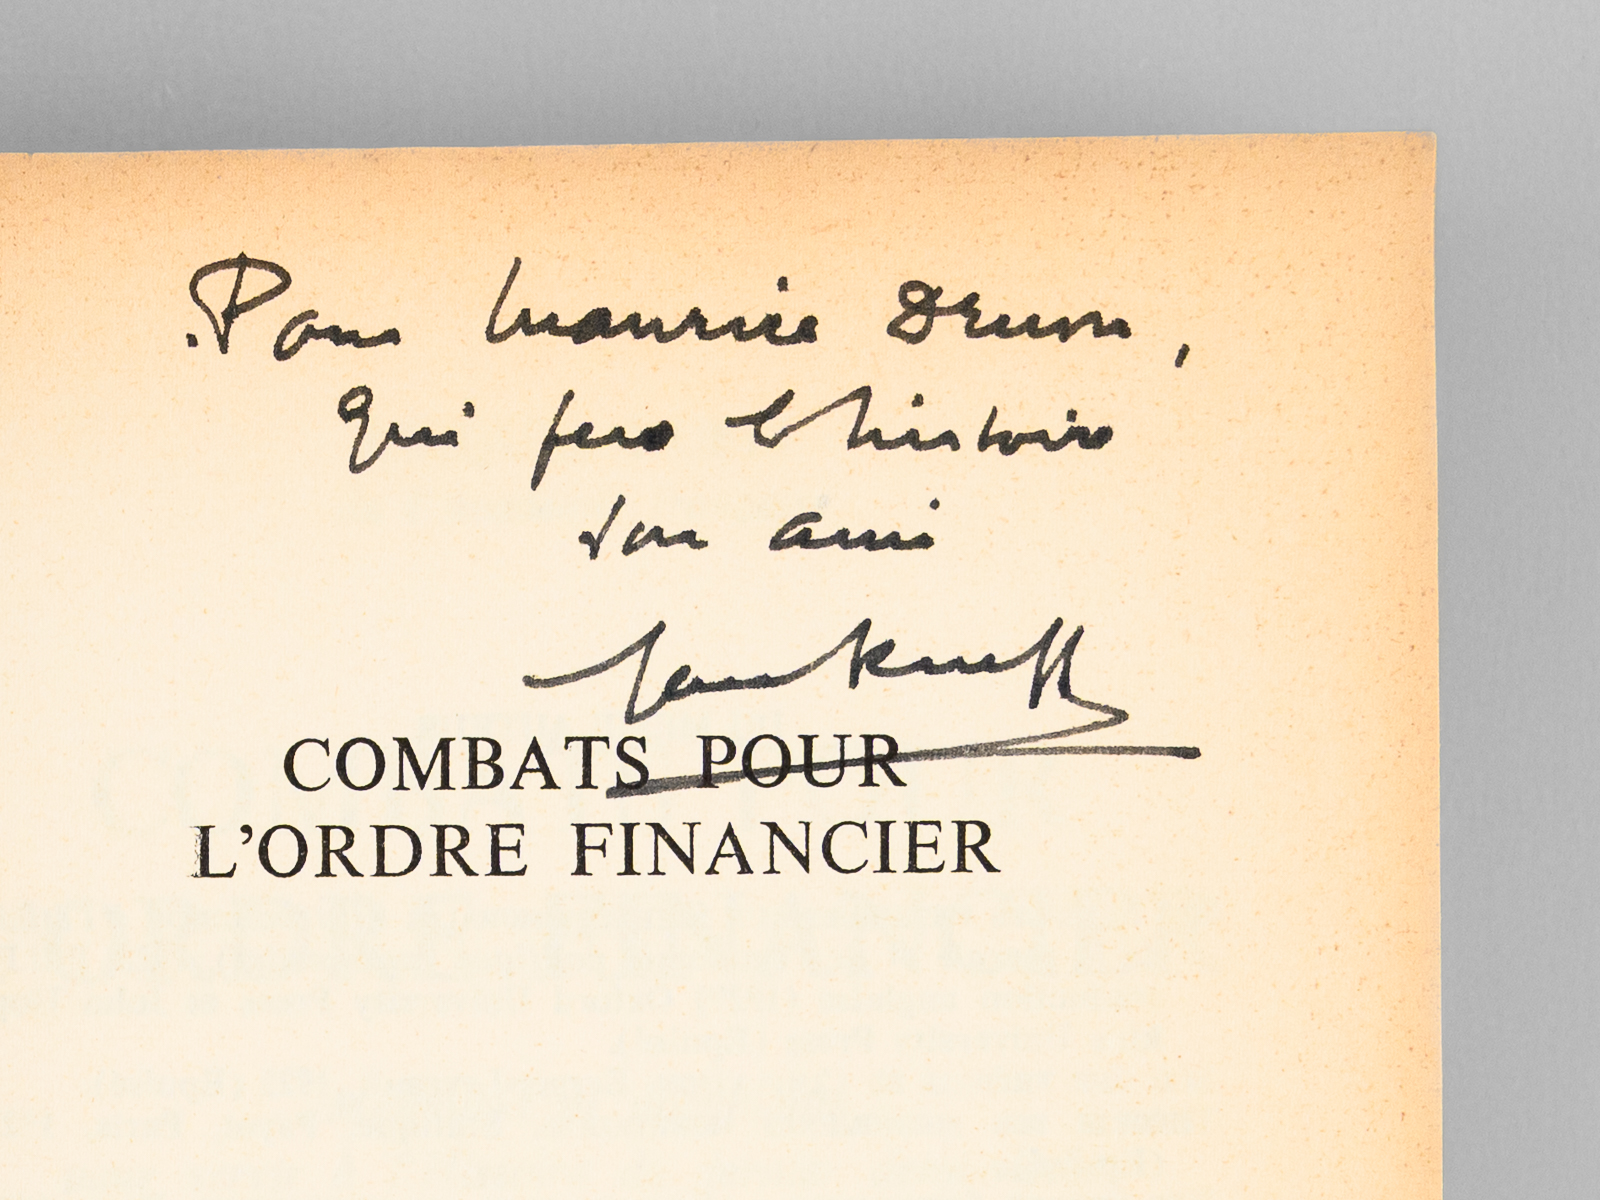 Pour Maurice Druon,
qui fera l'histoire
son ami
COMBATS POUR
L'ORDRE FINANCIER